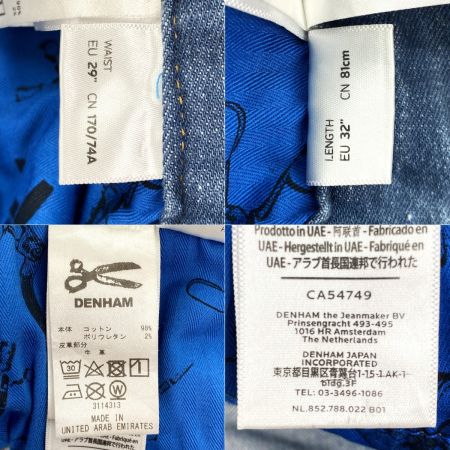 WAIST
EU 29" CN 170/74A
LENGTH
EU 32" CN 81cm
DENHAM
本体 コットン 98%
ポリウレタン 2%
皮革部分
牛革
30
3114313
MADE IN
UNITED ARAB EMIRATES
Prodotto in UAE - 阿联酋 - Fabricado en
UAE - Hergestellt in UAE - Fabriqué en
UAE - アラブ首長国連邦で行われた
CA54749
DENHAM the Jeanmaker BV
Prinsengracht 493-495
1016 HR Amsterdam
The Netherlands
DENHAM JAPAN
INCORPORATED
東京都目黒区青葉台1-15-1 AK-1
bldg.3F
TEL: 03-3496-1086
NL.852.788.022 B01